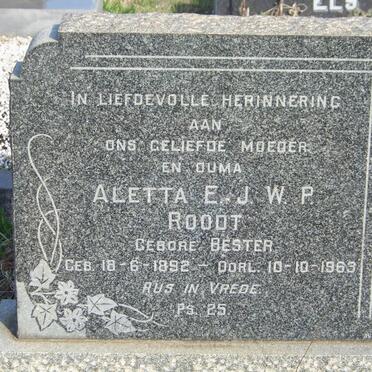 ELS
IN LIEFDEVOLLE HERINNERING
AAN
ONS GELIEFDE MOEDER
EN OUMA
ALETTA E.J.W.P.
ROODT
GEBORE BESTER
GEB. 18-6-1892 - OORL. 10-10-1963
RUS IN VREDE
PS. 25